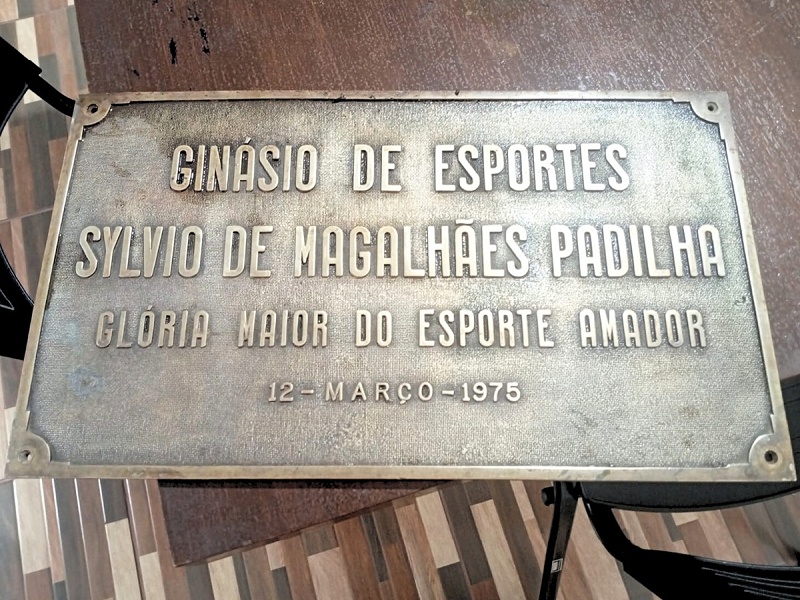 GINÁSIO DE ESPORTES
SYLVIO DE MAGALHÃES PADILHA
GLÓRIA MAIOR DO ESPORTE AMADOR
12-MARÇO-1975